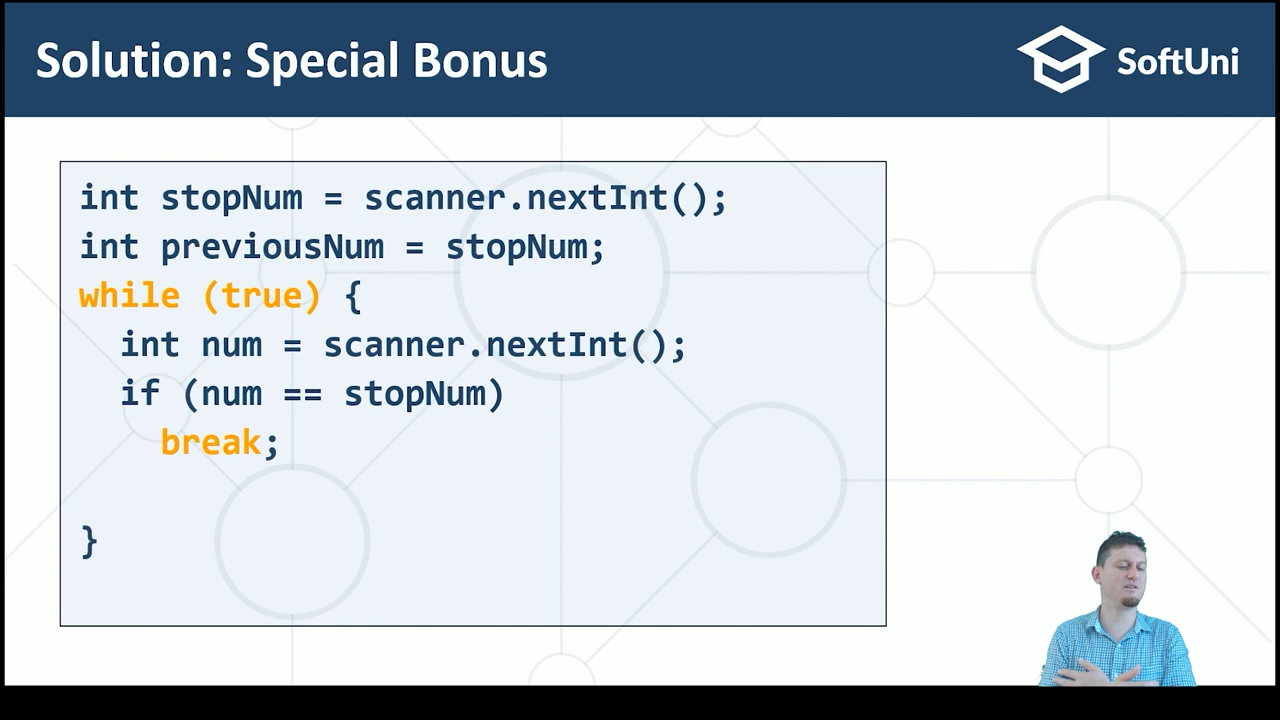 Solution: Special Bonus
SoftUni
int stopNum = scanner.nextInt();
int previousNum = stopNum;
while (true) {
int num = scanner.nextInt();
if (num == stopNum)
break;
}